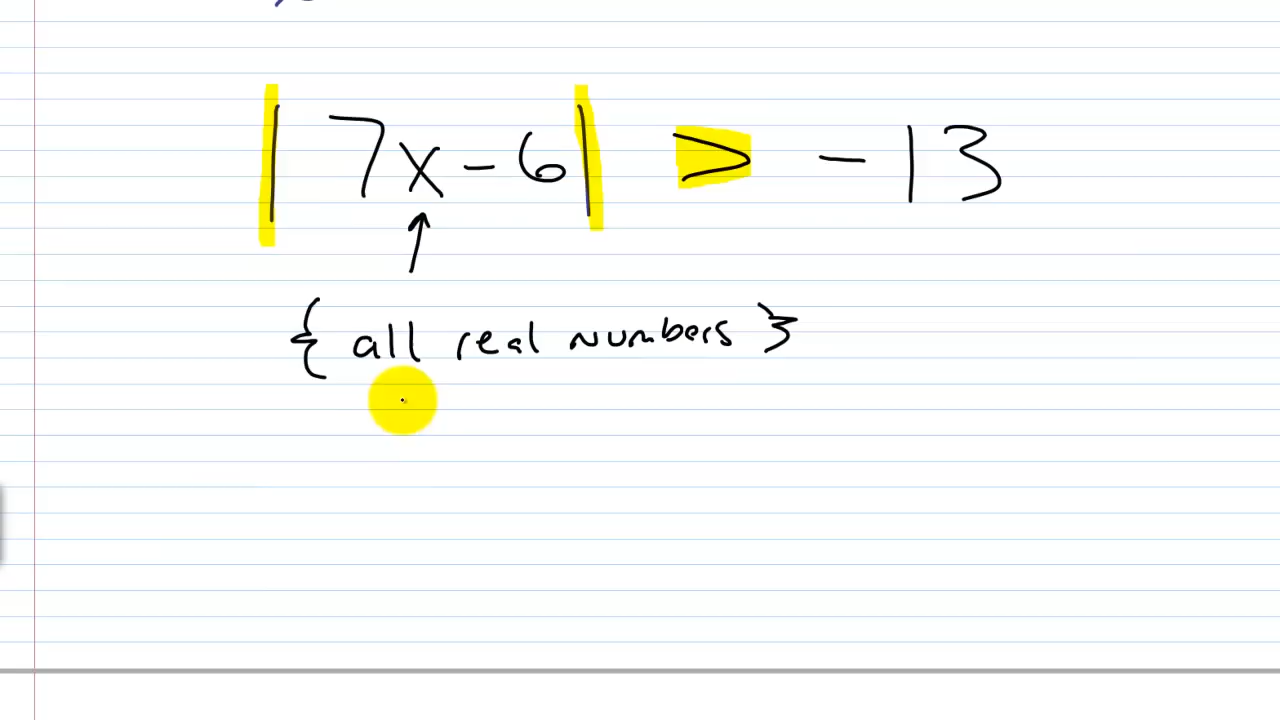 | 7x - 6 | > - 13
{ all real numbers }